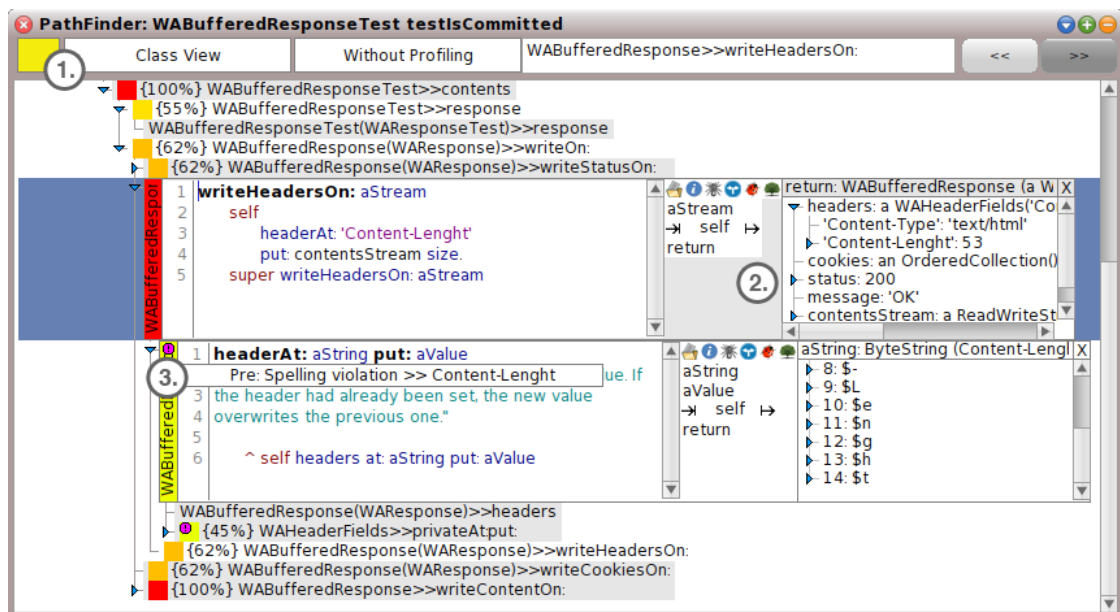 PathFinder: WABufferedResponseTest testIsCommitted
Class View
Without Profiling
WABufferedResponse>>writeHeadersOn:
<<
>>
1.
{100%} WABufferedResponseTest>>contents
{55%} WABufferedResponseTest>>response
WABufferedResponseTest(WAResponseTest)>>response
{62%} WABufferedResponse(WAResponse)>>writeOn:
{62%} WABufferedResponse(WAResponse)>>writeStatusOn:
WABufferedRespor
1 writeHeadersOn: aStream
2 self
3 headerAt: 'Content-Lenght'
4 put: contentsStream size.
5 super writeHeadersOn: aStream
aStream
self
return
2.
return: WABufferedResponse (a W X
headers: a WAHeaderFields('Co
'Content-Type': 'text/html'
'Content-Lenght': 53
cookies: an OrderedCollection()
status: 200
message: 'OK'
contentsStream: a ReadWriteSt
3.
WABuffered
1 headerAt: aString put: aValue
Pre: Spelling violation >> Content-Lenght
ue. If
3 the header had already been set, the new value
4 overwrites the previous one."
5
6 ^ self headers at: aString put: aValue
aString
aValue
self
return
aString: ByteString (Content-Lengl X
8: $-
9: $L
10: $e
11: $n
12: $g
13: $h
14: $t
WABufferedResponse(WAResponse)>>headers
{45%} WAHeaderFields>>privateAt:put:
{62%} WABufferedResponse(WAResponse)>>writeHeadersOn:
{62%} WABufferedResponse(WAResponse)>>writeCookiesOn:
{100%} WABufferedResponse>>writeContentOn: